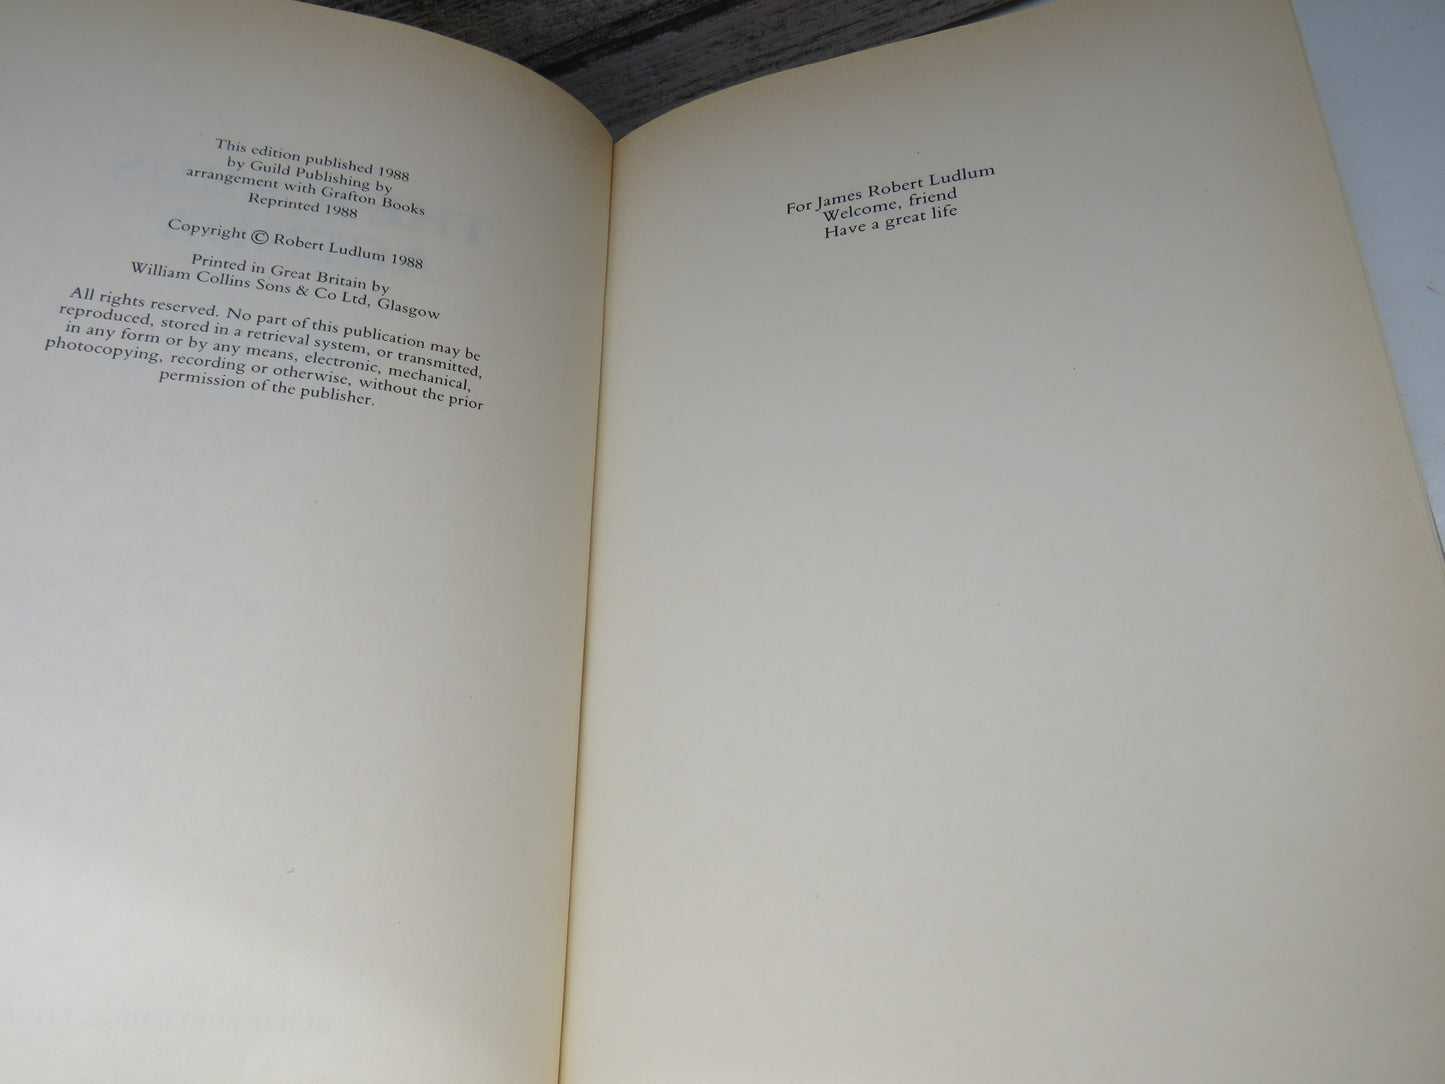 This edition published 1988
by Guild Publishing by
arrangement with Grafton Books
Reprinted 1988
Copyright © Robert Ludlum 1988
Printed in Great Britain by
William Collins Sons & Co Ltd, Glasgow
All rights reserved. No part of this publication may be
reproduced, stored in a retrieval system, or transmitted,
in any form or by any means, electronic, mechanical,
photocopying, recording or otherwise, without the prior
permission of the publisher.
For James Robert Ludlum
Welcome, friend
Have a great life